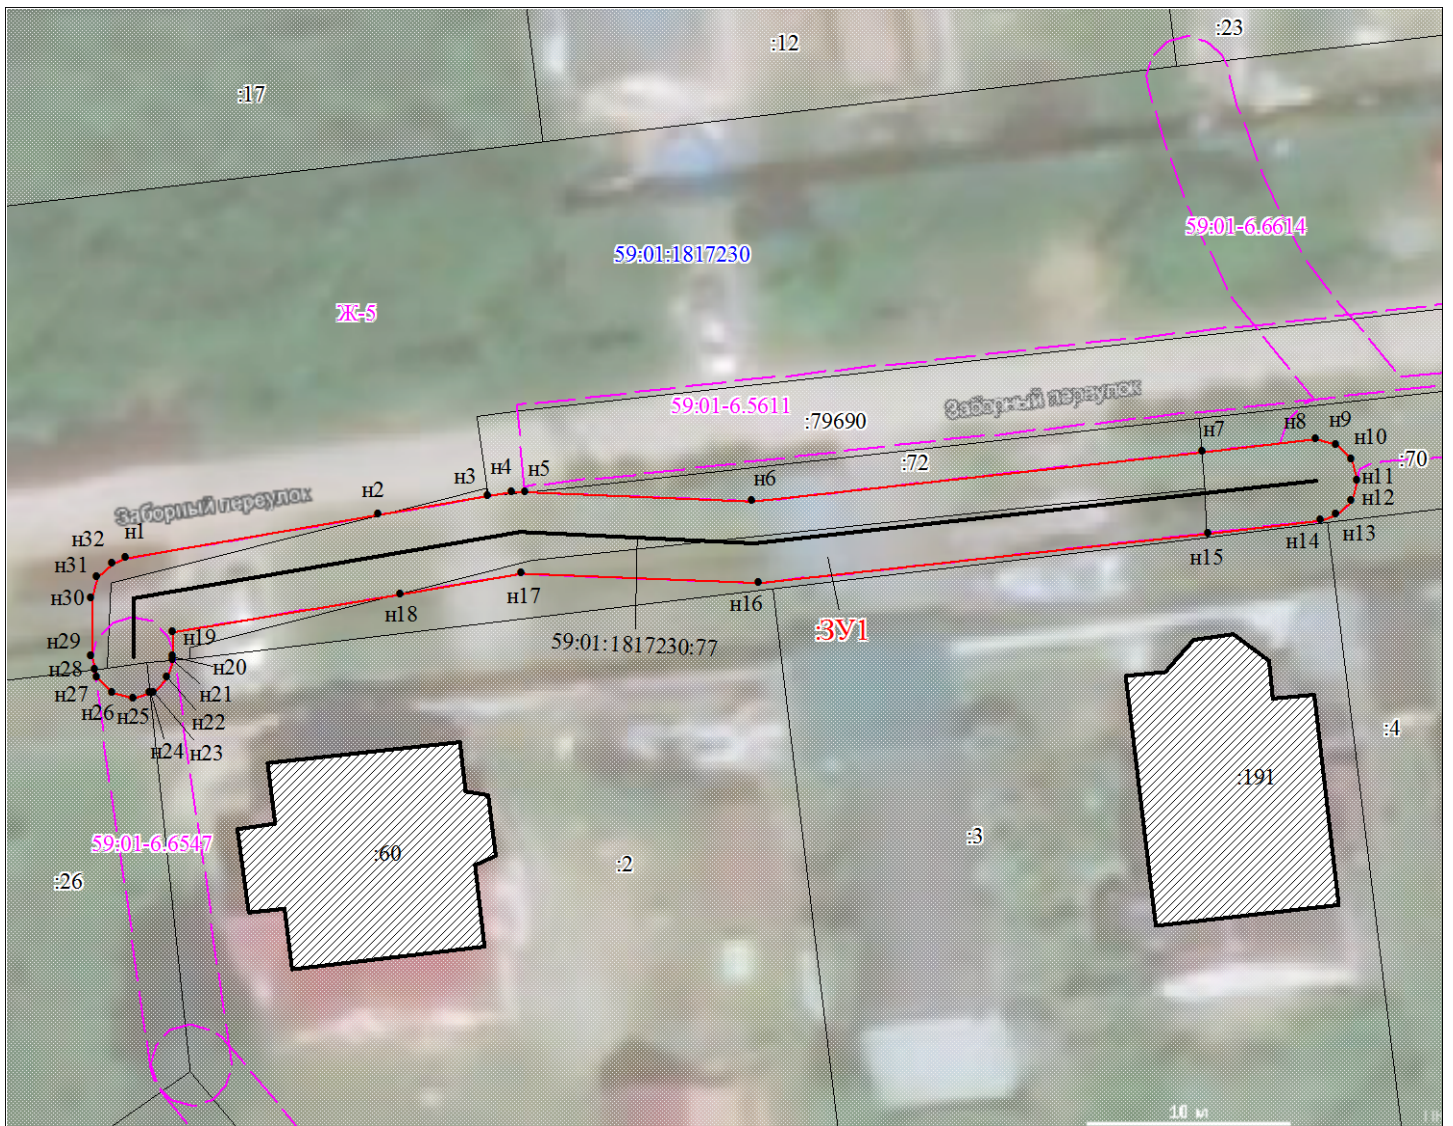 :23
:12
:17
59:01-6.6614
59:01:1817230
Ж-5
Заборный переулок
59:01-6.5611
:79690
н8
н9
н7
н10
:72
:70
н3
н4
н5
н6
н11
Заборный переулок
н2
н12
н32
н1
н13
н14
н31
н15
н30
н17
н16
н18
:ЗУ1
н29
н19
59:01:1817230:77
н28
н20
н27
н21
н26
н25
н22
:4
н24
н23
:191
59:01-6.6547
:60
:3
:2
:26
10 м